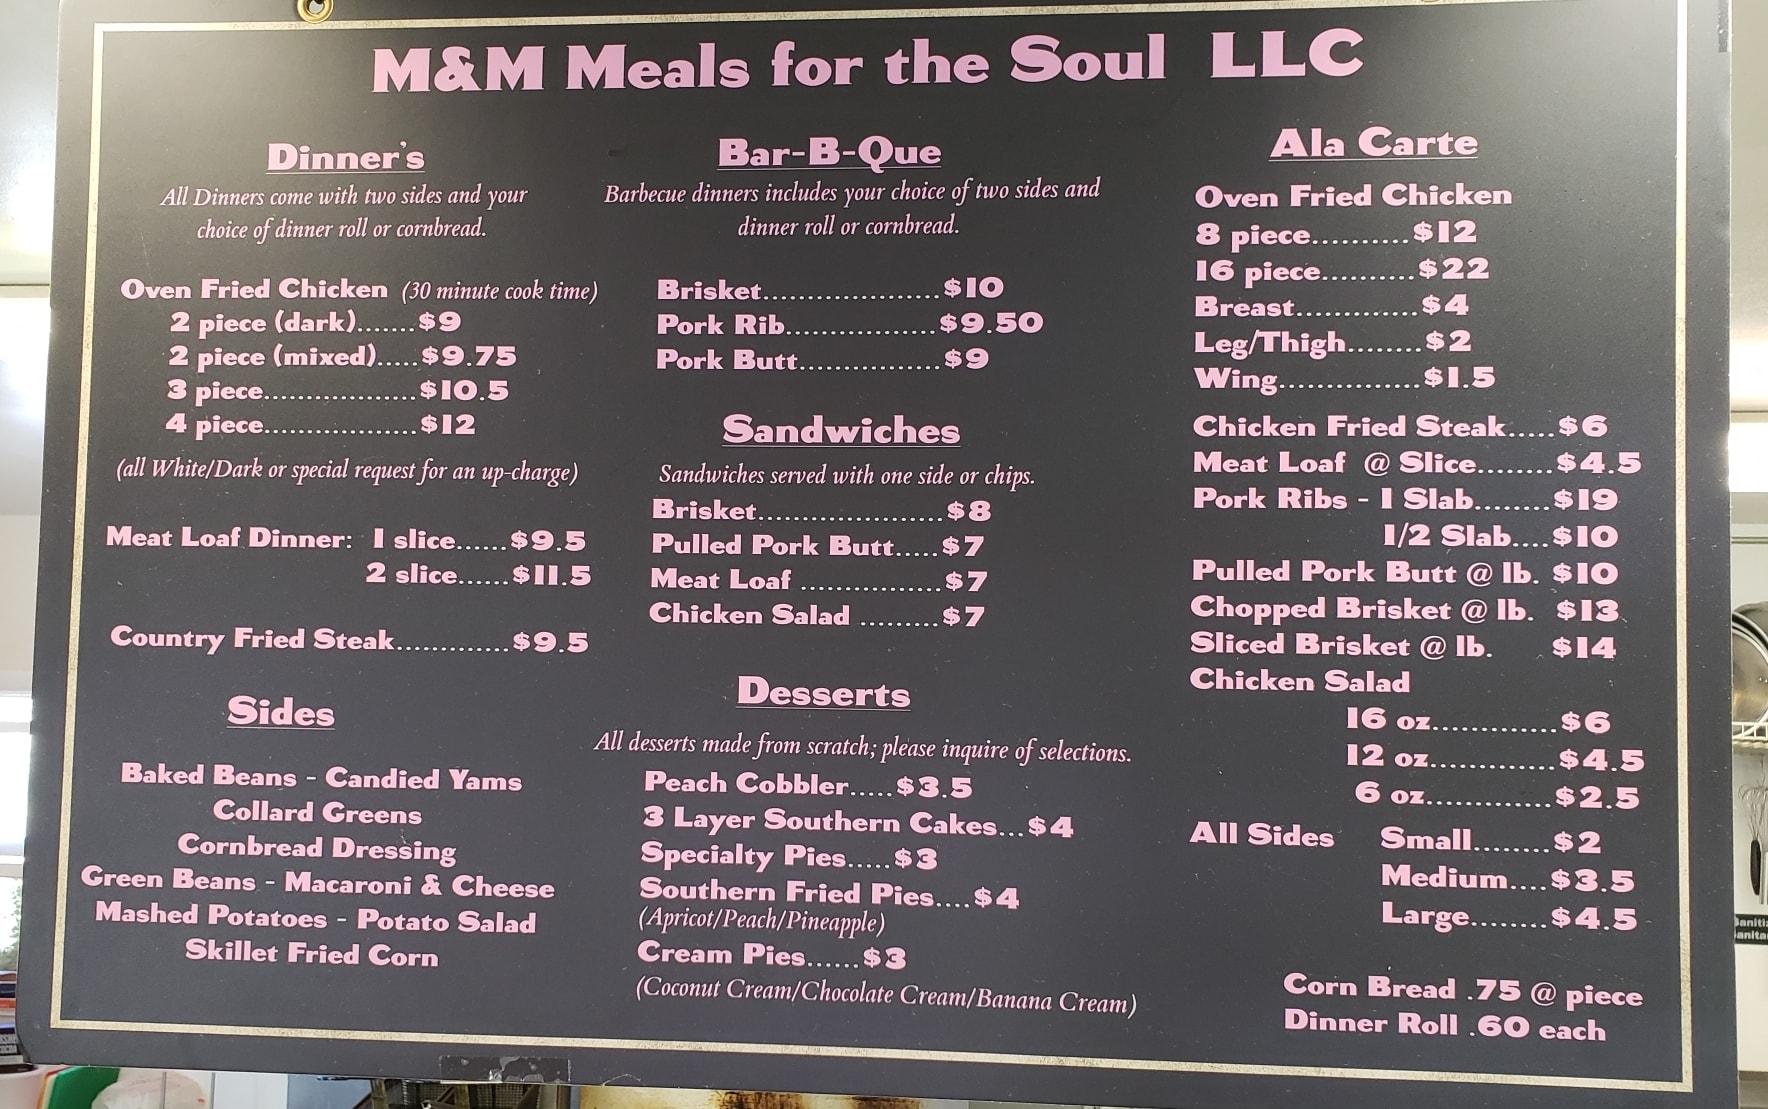 M&M Meals for the Soul LLC
Dinner's
All Dinners come with two sides and your
choice of dinner roll or cornbread.
Oven Fried Chicken (30 minute cook time)
2 piece (dark).......$9
2 piece (mixed).....$9.75
3 piece...................$10.5
4 piece...................$12
(all White/Dark or special request for an up-charge)
Meat Loaf Dinner: 1 slice......$9.5
2 slice......$11.5
Country Fried Steak.............$9.5
Sides
Baked Beans - Candied Yams
Collard Greens
Cornbread Dressing
Green Beans - Macaroni & Cheese
Mashed Potatoes - Potato Salad
Skillet Fried Corn
Bar-B-Que
Barbecue dinners includes your choice of two sides and
dinner roll or cornbread.
Brisket......................$10
Pork Rib...................$9.50
Pork Butt..................$9
Sandwiches
Sandwiches served with one side or chips.
Brisket.......................$8
Pulled Pork Butt.....$7
Meat Loaf ..................$7
Chicken Salad ..........$7
Desserts
All desserts made from scratch; please inquire of selections.
Peach Cobbler.....$3.5
3 Layer Southern Cakes...$4
Specialty Pies.....$3
Southern Fried Pies....$4
(Apricot/Peach/Pineapple)
Cream Pies......$3
(Coconut Cream/Chocolate Cream/Banana Cream)
Ala Carte
Oven Fried Chicken
8 piece..........$12
16 piece..........$22
Breast.............$4
Leg/Thigh........$2
Wing...............$1.5
Chicken Fried Steak.....$6
Meat Loaf @ Slice........$4.5
Pork Ribs - 1 Slab........$19
1/2 Slab....$10
Pulled Pork Butt @ lb. $10
Chopped Brisket @ lb. $13
Sliced Brisket @ lb. $14
Chicken Salad
16 oz.............$6
12 oz.............$4.5
6 oz.............$2.5
All Sides Small........$2
Medium....$3.5
Large........$4.5
Corn Bread .75 @ piece
Dinner Roll .60 each